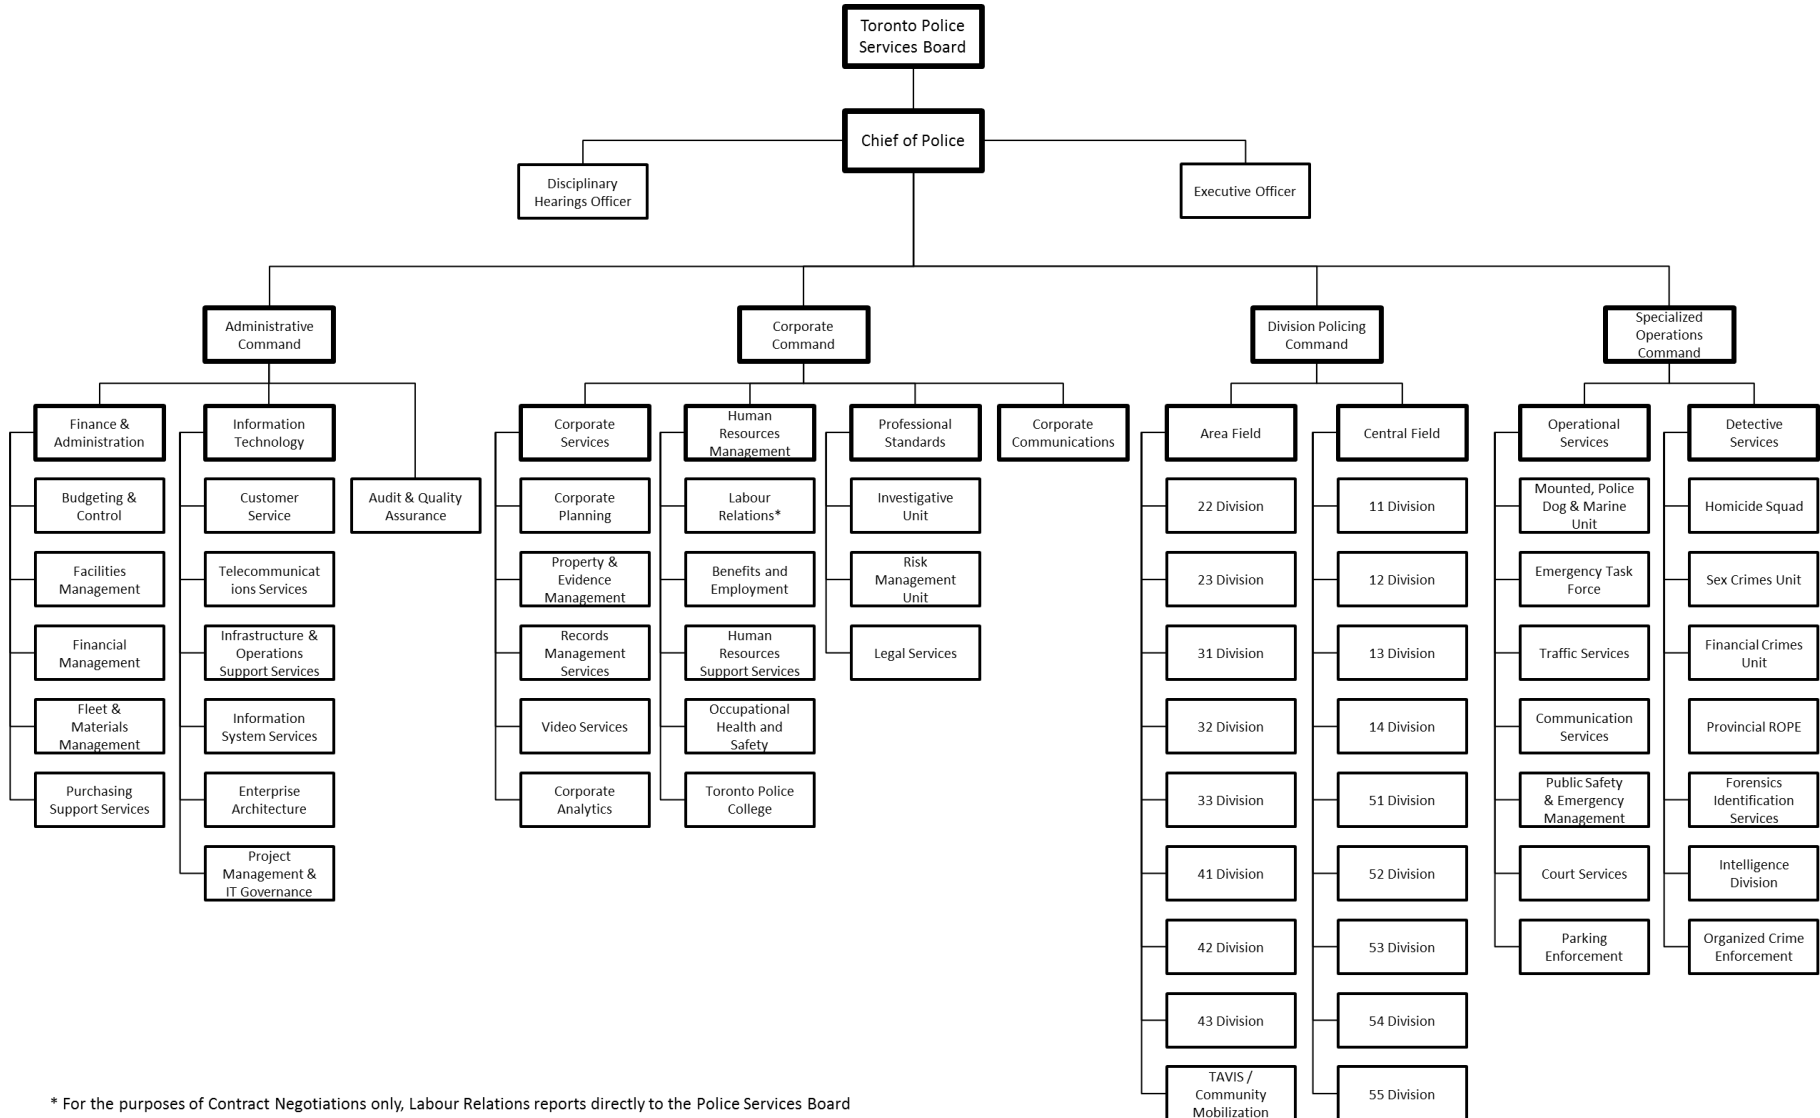 Toronto Police
Services Board
Chief of Police
Disciplinary
Hearings Officer
Executive Officer
Administrative
Command
Corporate
Command
Division Policing
Command
Specialized
Operations
Command
Finance &
Administration
Information
Technology
Corporate
Services
Human
Resources
Management
Professional
Standards
Corporate
Communications
Area Field
Central Field
Operational
Services
Detective
Services
Budgeting &
Control
Customer
Service
Audit & Quality
Assurance
Corporate
Planning
Labour
Relations*
Investigative
Unit
22 Division
11 Division
Mounted, Police
Dog & Marine
Unit
Homicide Squad
Facilities
Management
Telecommunicat
ions Services
Property &
Evidence
Management
Benefits and
Employment
Risk
Management
Unit
23 Division
12 Division
Emergency Task
Force
Sex Crimes Unit
Financial
Management
Infrastructure &
Operations
Support Services
Records
Management
Services
Human
Resources
Support Services
Legal Services
31 Division
13 Division
Traffic Services
Financial Crimes
Unit
Fleet &
Materials
Management
Information
System Services
Video Services
Occupational
Health and
Safety
32 Division
14 Division
Communication
Services
Provincial ROPE
Purchasing
Support Services
Enterprise
Architecture
Corporate
Analytics
Toronto Police
College
33 Division
51 Division
Public Safety
& Emergency
Management
Forensics
Identification
Services
Project
Management &
IT Governance
41 Division
52 Division
Court Services
Intelligence
Division
42 Division
53 Division
Parking
Enforcement
Organized Crime
Enforcement
43 Division
54 Division
TAVIS /
Community
Mobilization
55 Division
* For the purposes of Contract Negotiations only, Labour Relations reports directly to the Police Services Board